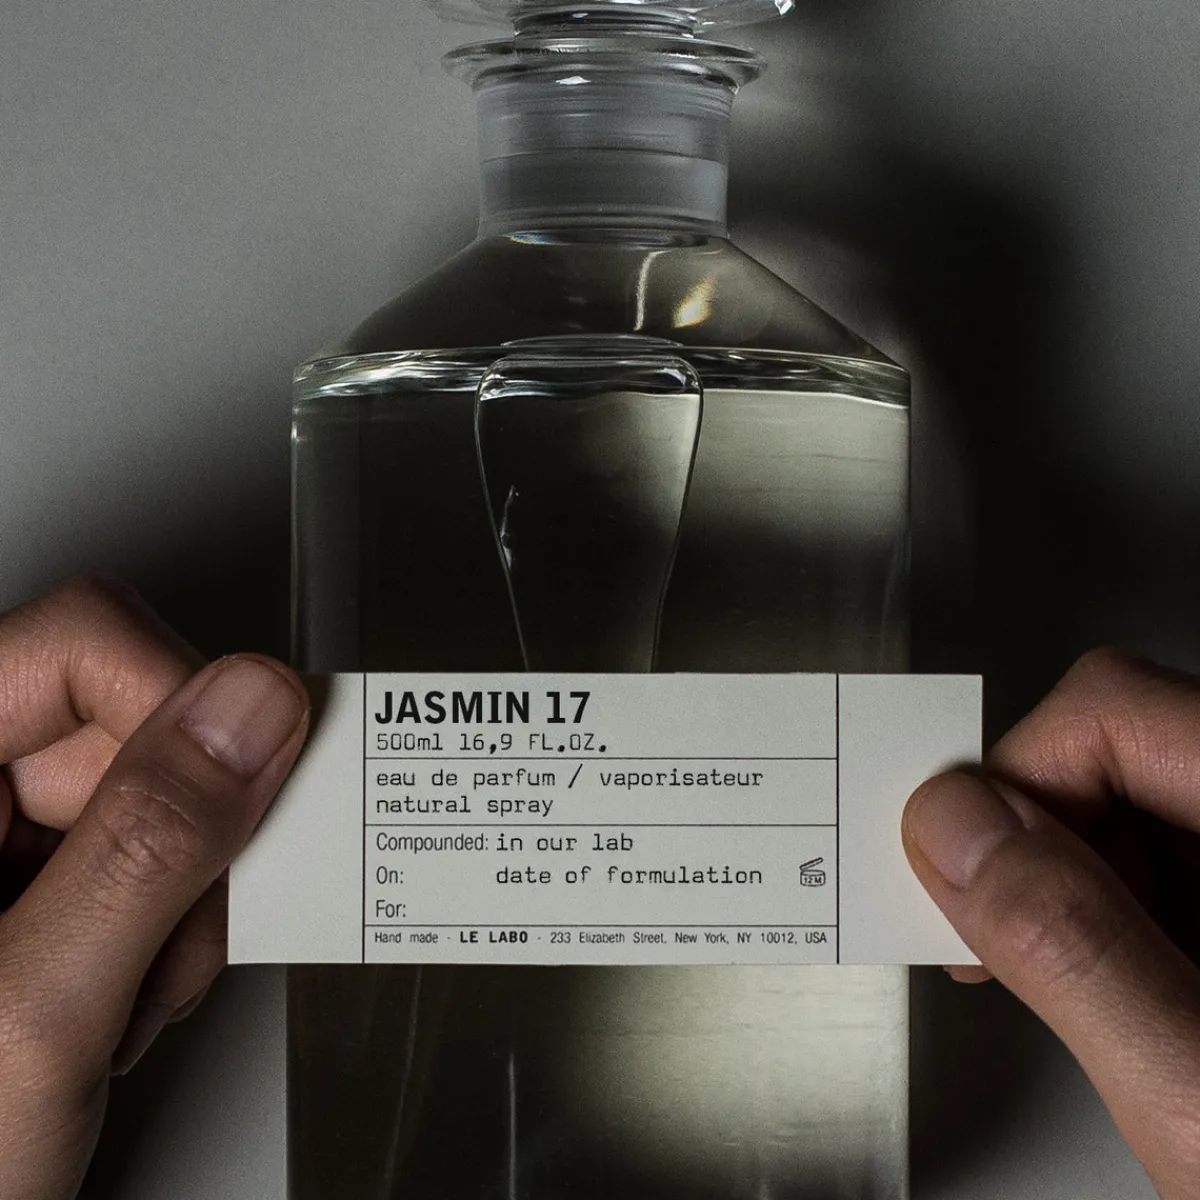 JASMIN 17
500ml 16,9 FL.OZ.
eau de parfum / vaporisateur
natural spray
Compounded: in our lab
On: date of formulation
12M
For:
Hand made - LE LABO - 233 Elizabeth Street, New York, NY 10012, USA